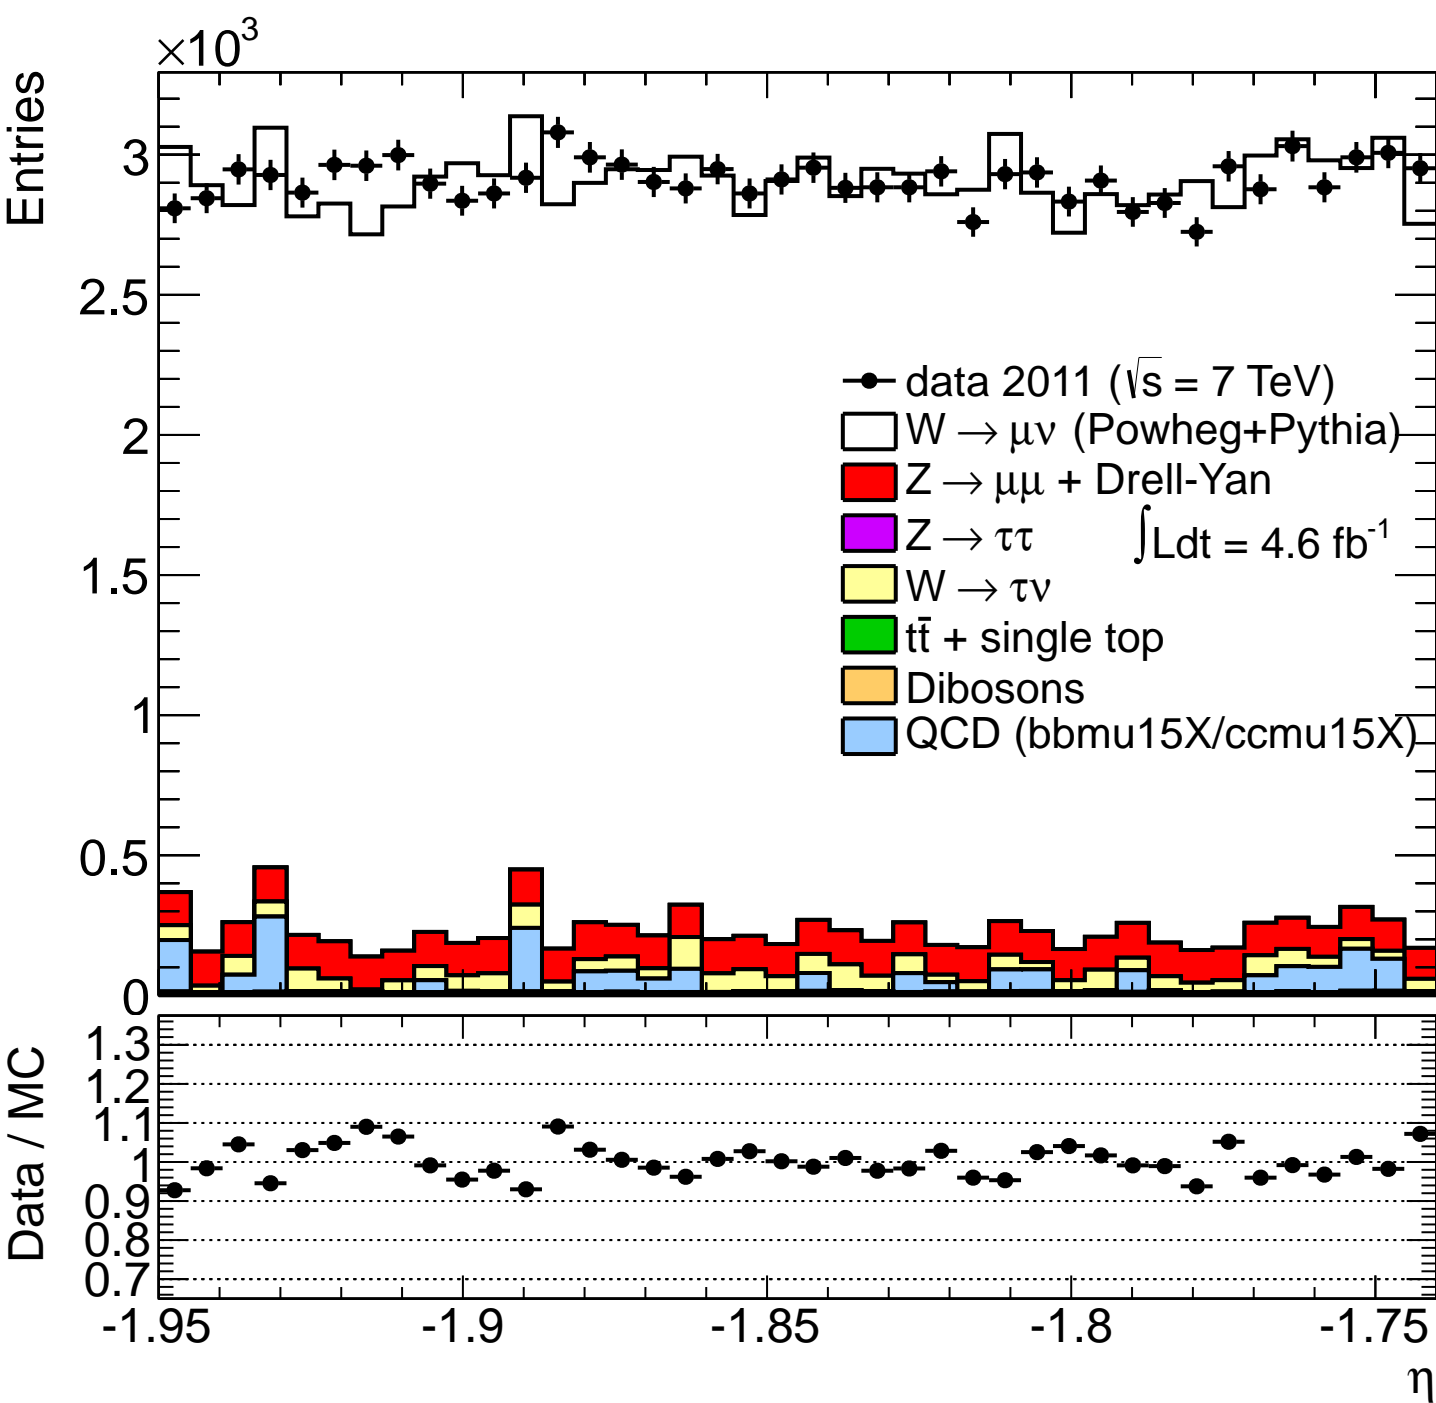 ×10³
Entries
3
2.5
2
1.5
1
0.5
0
data 2011 (√s = 7 TeV)
W → μν (Powheg+Pythia)
Z → μμ + Drell-Yan
Z → ττ
∫Ldt = 4.6 fb⁻¹
W → τν
tt̄ + single top
Dibosons
QCD (bbmu15X/ccmu15X)
Data / MC
1.3
1.2
1.1
1
0.9
0.8
0.7
-1.95 -1.9 -1.85 -1.8 -1.75
η